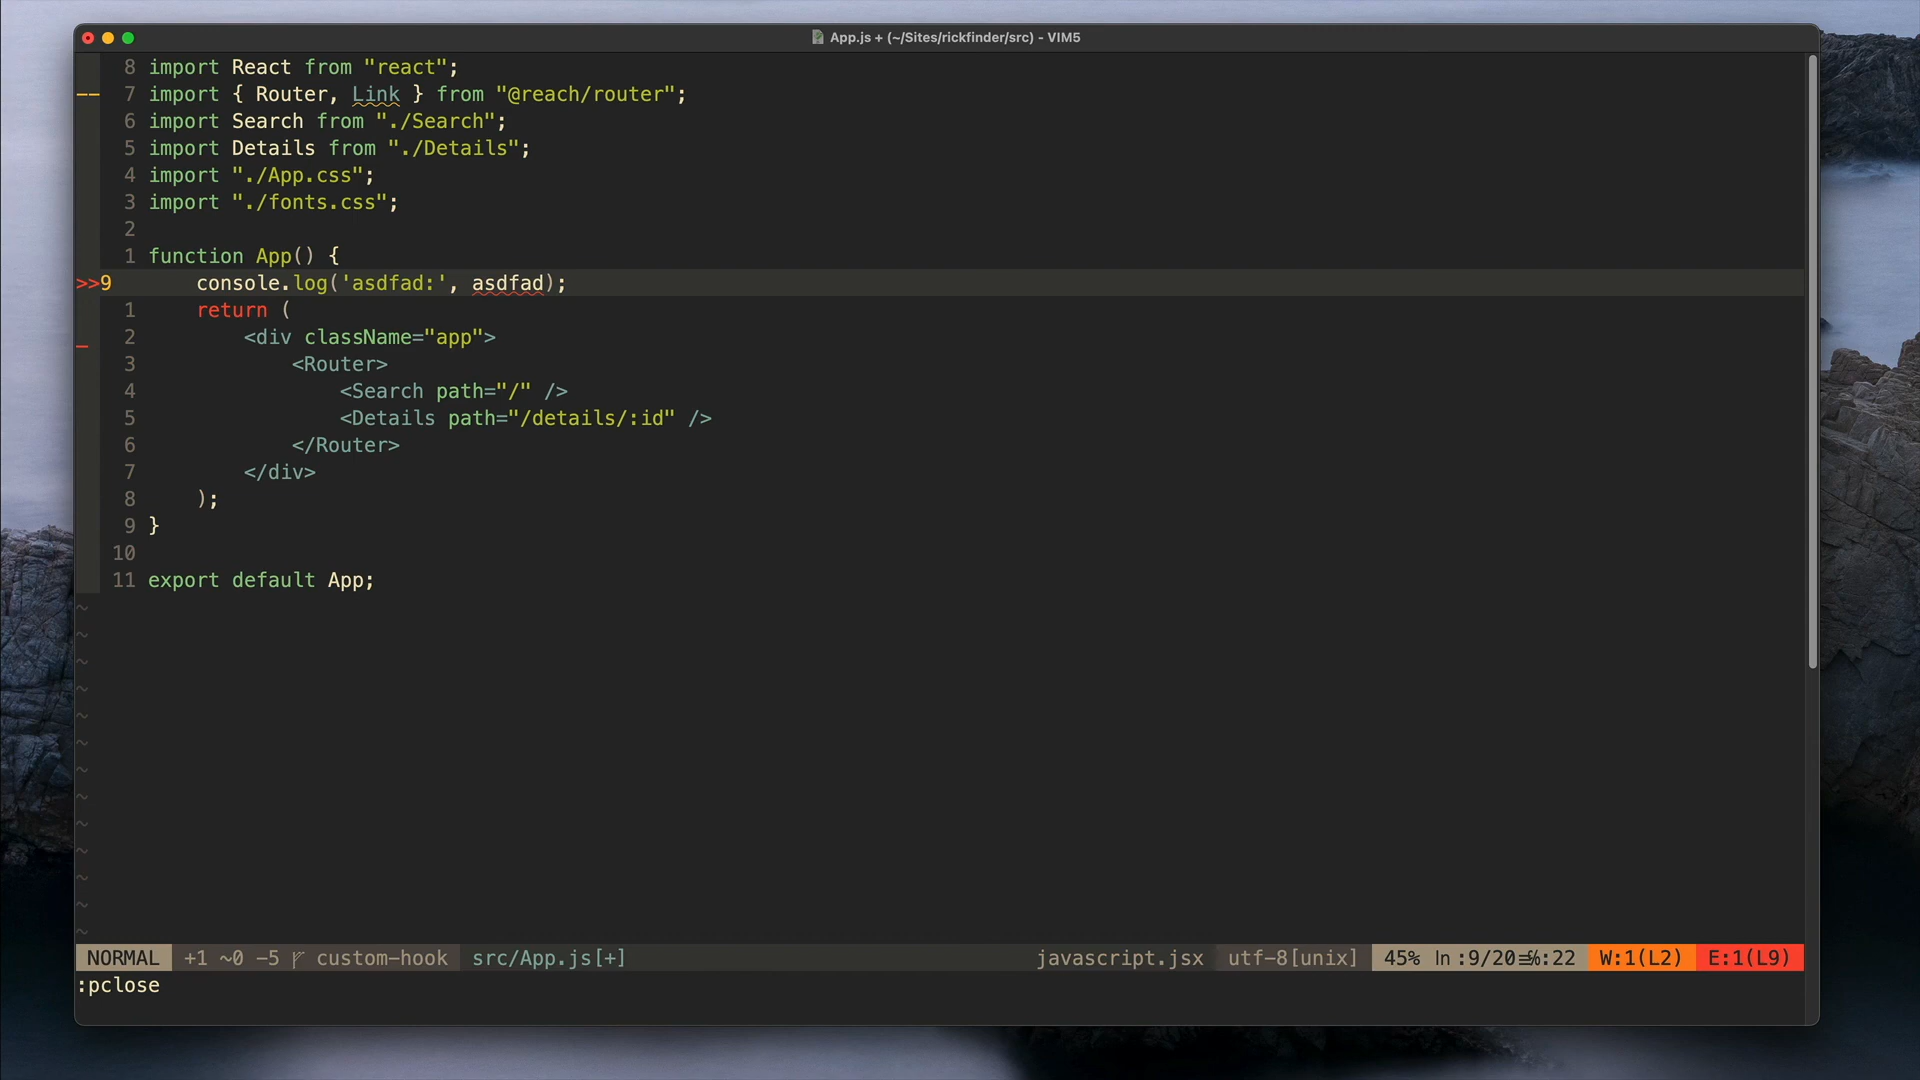 App.js + (~/Sites/rickfinder/src) - VIM5
8 import React from "react";
7 import { Router, Link } from "@reach/router";
6 import Search from "./Search";
5 import Details from "./Details";
4 import "./App.css";
3 import "./fonts.css";
2
1 function App() {
>>9 console.log('asdfad:', asdfad);
1 return (
2 <div className="app">
3 <Router>
4 <Search path="/" />
5 <Details path="/details/:id" />
6 </Router>
7 </div>
8 );
9 }
10
11 export default App;
~
~
~
~
~
~
~
~
~
~
~
~
~
NORMAL +1 ~0 -5 custom-hook src/App.js[+] javascript.jsx utf-8[unix] 45% ln :9/20 ℅:22 W:1(L2) E:1(L9)
:pclose